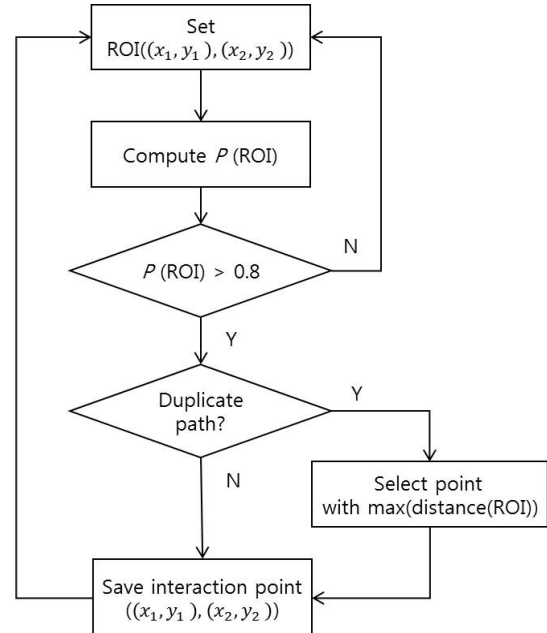 Set
ROI((x₁, y₁ ), (x₂, y₂ ))
Compute P (ROI)
N
P (ROI) > 0.8
Y
Duplicate
path?
Y
N
Select point
with max(distance(ROI))
Save interaction point
((x₁, y₁ ), (x₂, y₂ ))